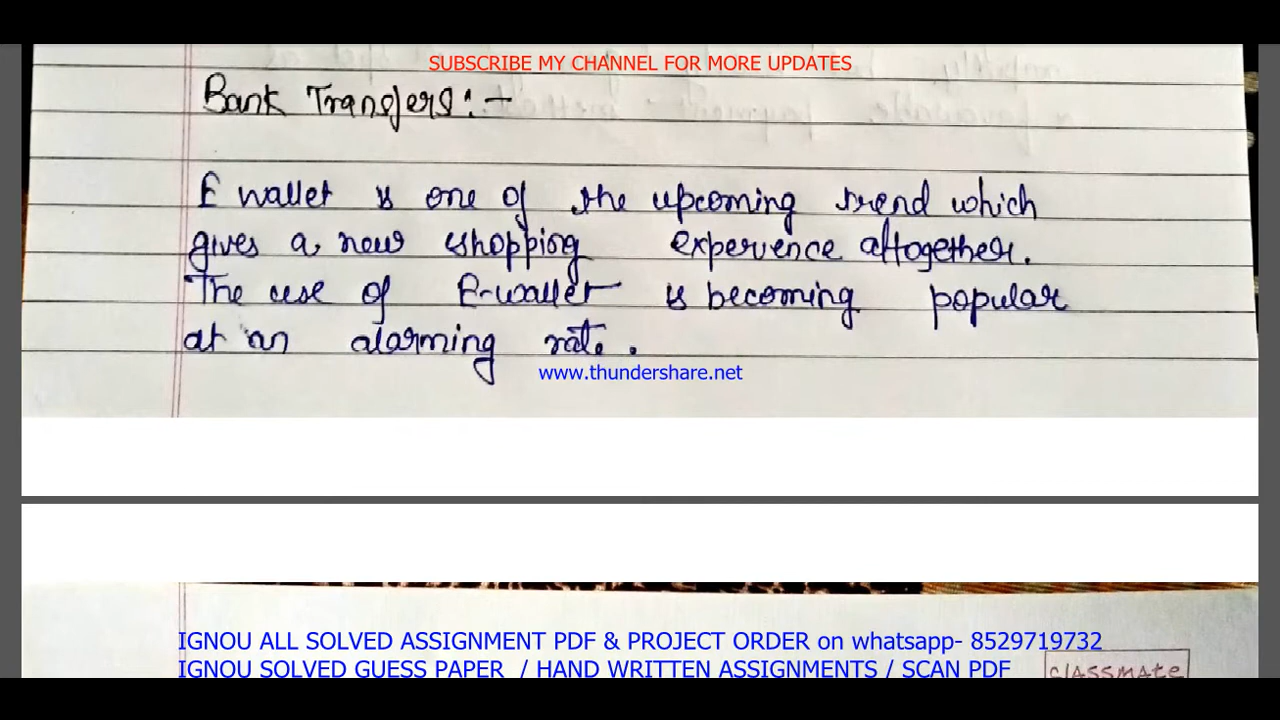 SUBSCRIBE MY CHANNEL FOR MORE UPDATES
Bank Transfers:-
E wallet is one of the upcoming trend which
gives a new shopping experience altogether.
The use of E-wallet is becoming popular
at an alarming rate.
www.thundershare.net
IGNOU ALL SOLVED ASSIGNMENT PDF & PROJECT ORDER on whatsapp- 8529719732
IGNOU SOLVED GUESS PAPER / HAND WRITTEN ASSIGNMENTS / SCAN PDF
classmate